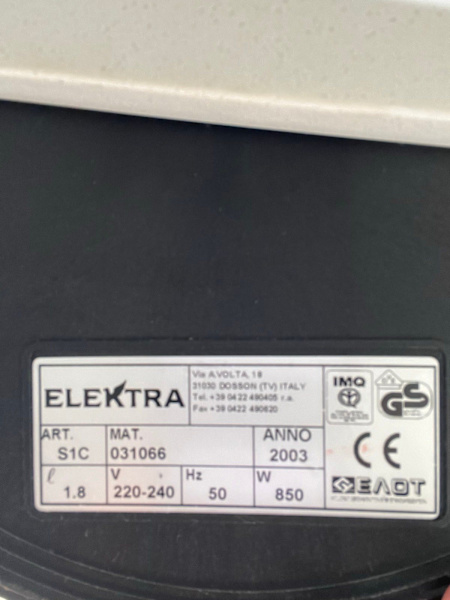 ELEKTRA
Via A.VOLTA, 18
31030 DOSSON (TV) ITALY
Tel. +39 0422 490405 r.a.
Fax +39 0422 490620
IMQ
GS
ART. MAT. ANNO
S1C 031066 2003
ℓ V Hz W
1.8 220-240 50 850
CE
ΕΛΟΤ